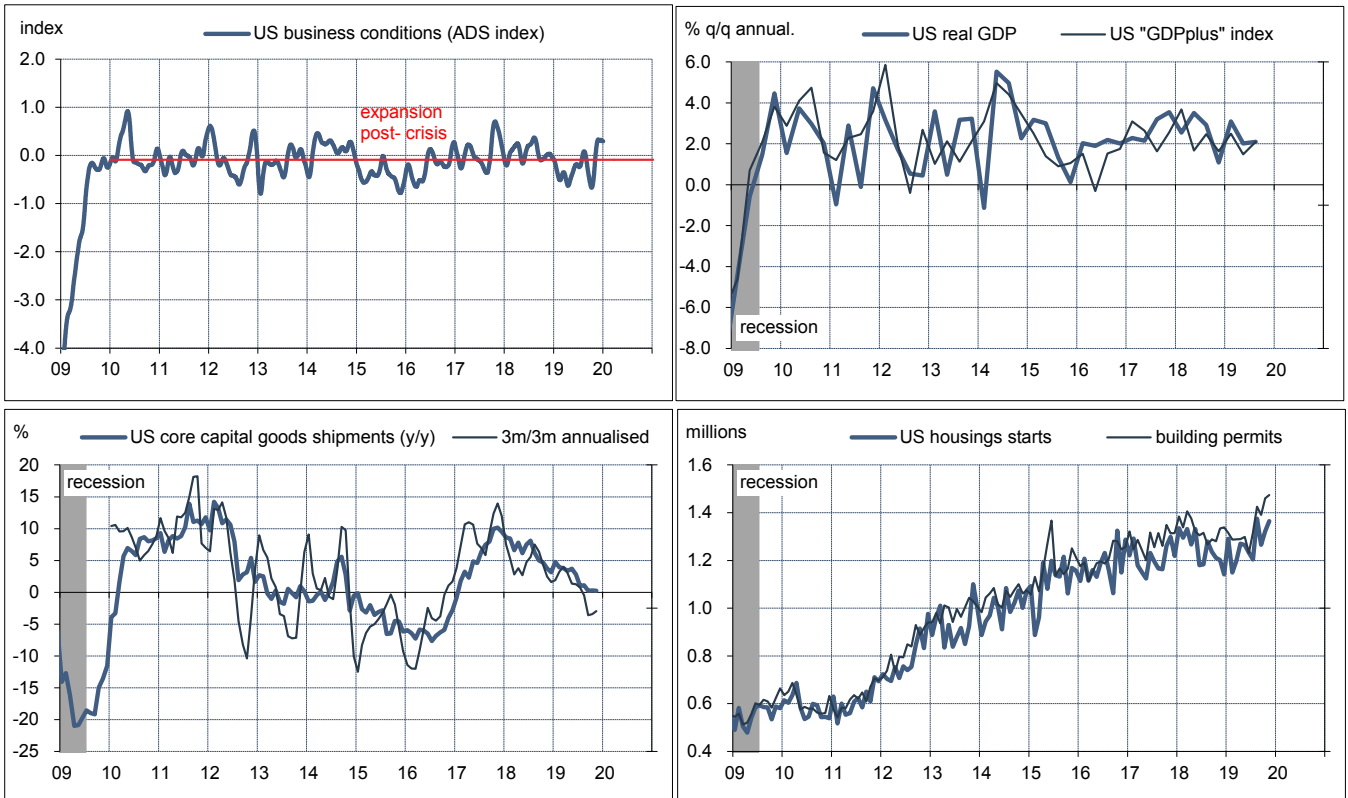 index
US business conditions (ADS index)
2.0
1.0
0.0
-1.0
-2.0
-3.0
-4.0
expansion
post- crisis
09 10 11 12 13 14 15 16 17 18 19 20
% q/q annual.
US real GDP
US "GDPplus" index
6.0
4.0
2.0
0.0
-2.0
-4.0
-6.0
-8.0
recession
09 10 11 12 13 14 15 16 17 18 19 20
%
US core capital goods shipments (y/y)
3m/3m annualised
20
15
10
5
0
-5
-10
-15
-20
-25
recession
09 10 11 12 13 14 15 16 17 18 19 20
millions
US housings starts
building permits
1.6
1.4
1.2
1.0
0.8
0.6
0.4
recession
09 10 11 12 13 14 15 16 17 18 19 20